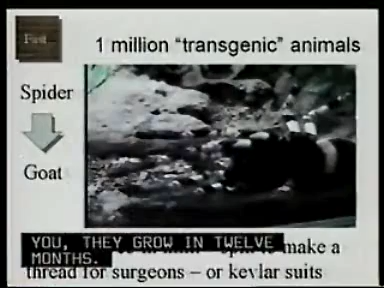 First
1 million “transgenic” animals
Spider
Goat
YOU, THEY GROW IN TWELVE
MONTHS.
make a
thread for surgeons – or kevlar suits